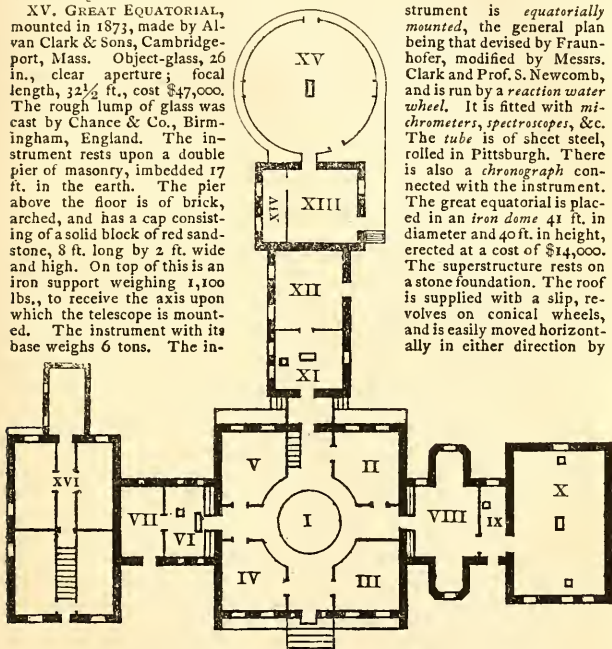 XV. GREAT EQUATORIAL,
mounted in 1873, made by Al-
van Clark & Sons, Cambridge-
port, Mass. Object-glass, 26
in., clear aperture; focal
length, 32½ ft., cost $47,000.
The rough lump of glass was
cast by Chance & Co., Birm-
ingham, England. The in-
strument rests upon a double
pier of masonry, imbedded 17
ft. in the earth. The pier
above the floor is of brick,
arched, and has a cap consist-
ing of a solid block of red sand-
stone, 8 ft. long by 2 ft. wide
and high. On top of this is an
iron support weighing 1,100
lbs., to receive the axis upon
which the telescope is mount-
ed. The instrument with its
base weighs 6 tons. The in-
strument is equatorially
mounted, the general plan
being that devised by Fraun-
hofer, modified by Messrs.
Clark and Prof. S. Newcomb,
and is run by a reaction water
wheel. It is fitted with mi-
chrometers, spectroscopes, &c.
The tube is of sheet steel,
rolled in Pittsburgh. There
is also a chronograph con-
nected with the instrument.
The great equatorial is plac-
ed in an iron dome 41 ft. in
diameter and 40 ft. in height,
erected at a cost of $14,000.
The superstructure rests on
a stone foundation. The roof
is supplied with a slip, re-
volves on conical wheels,
and is easily moved horizont-
ally in either direction by
XV
XIV
XIII
XII
XI
XVI
VII
VI
V
II
I
IV
III
VIII
IX
X